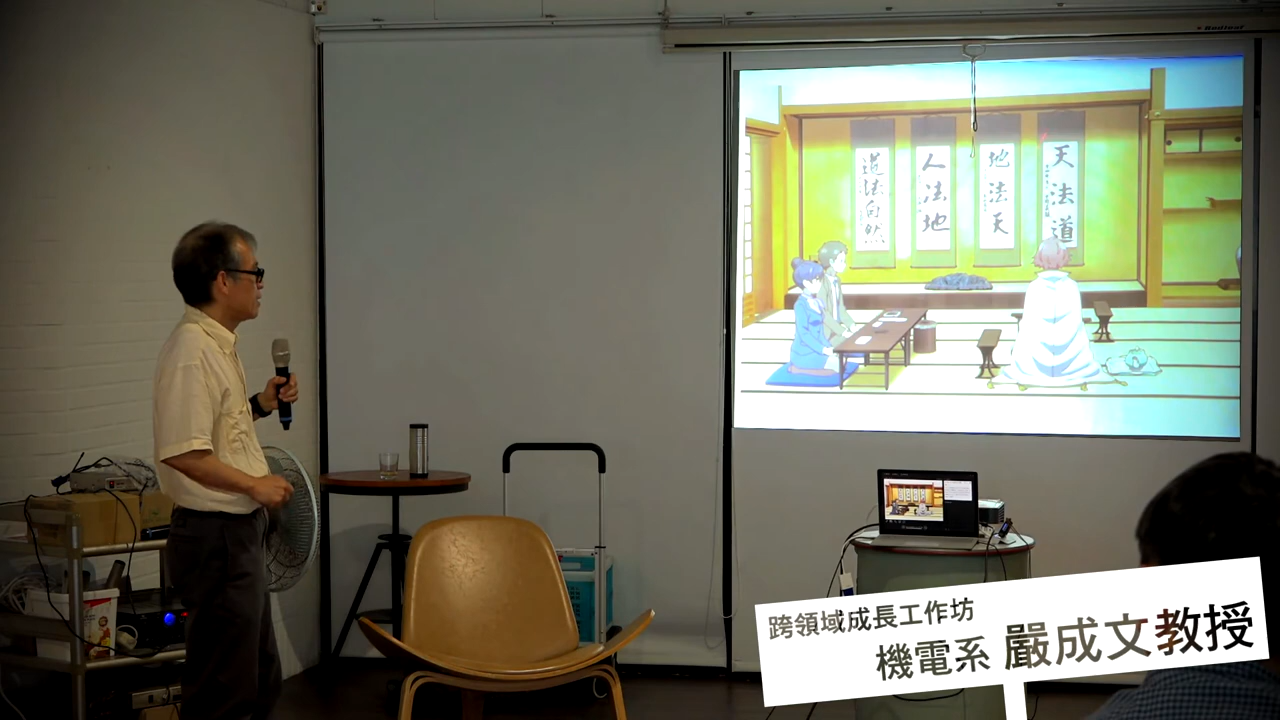 天法道
地法天
人法地
道法自然
跨領域成長工作坊
機電系 嚴成文教授